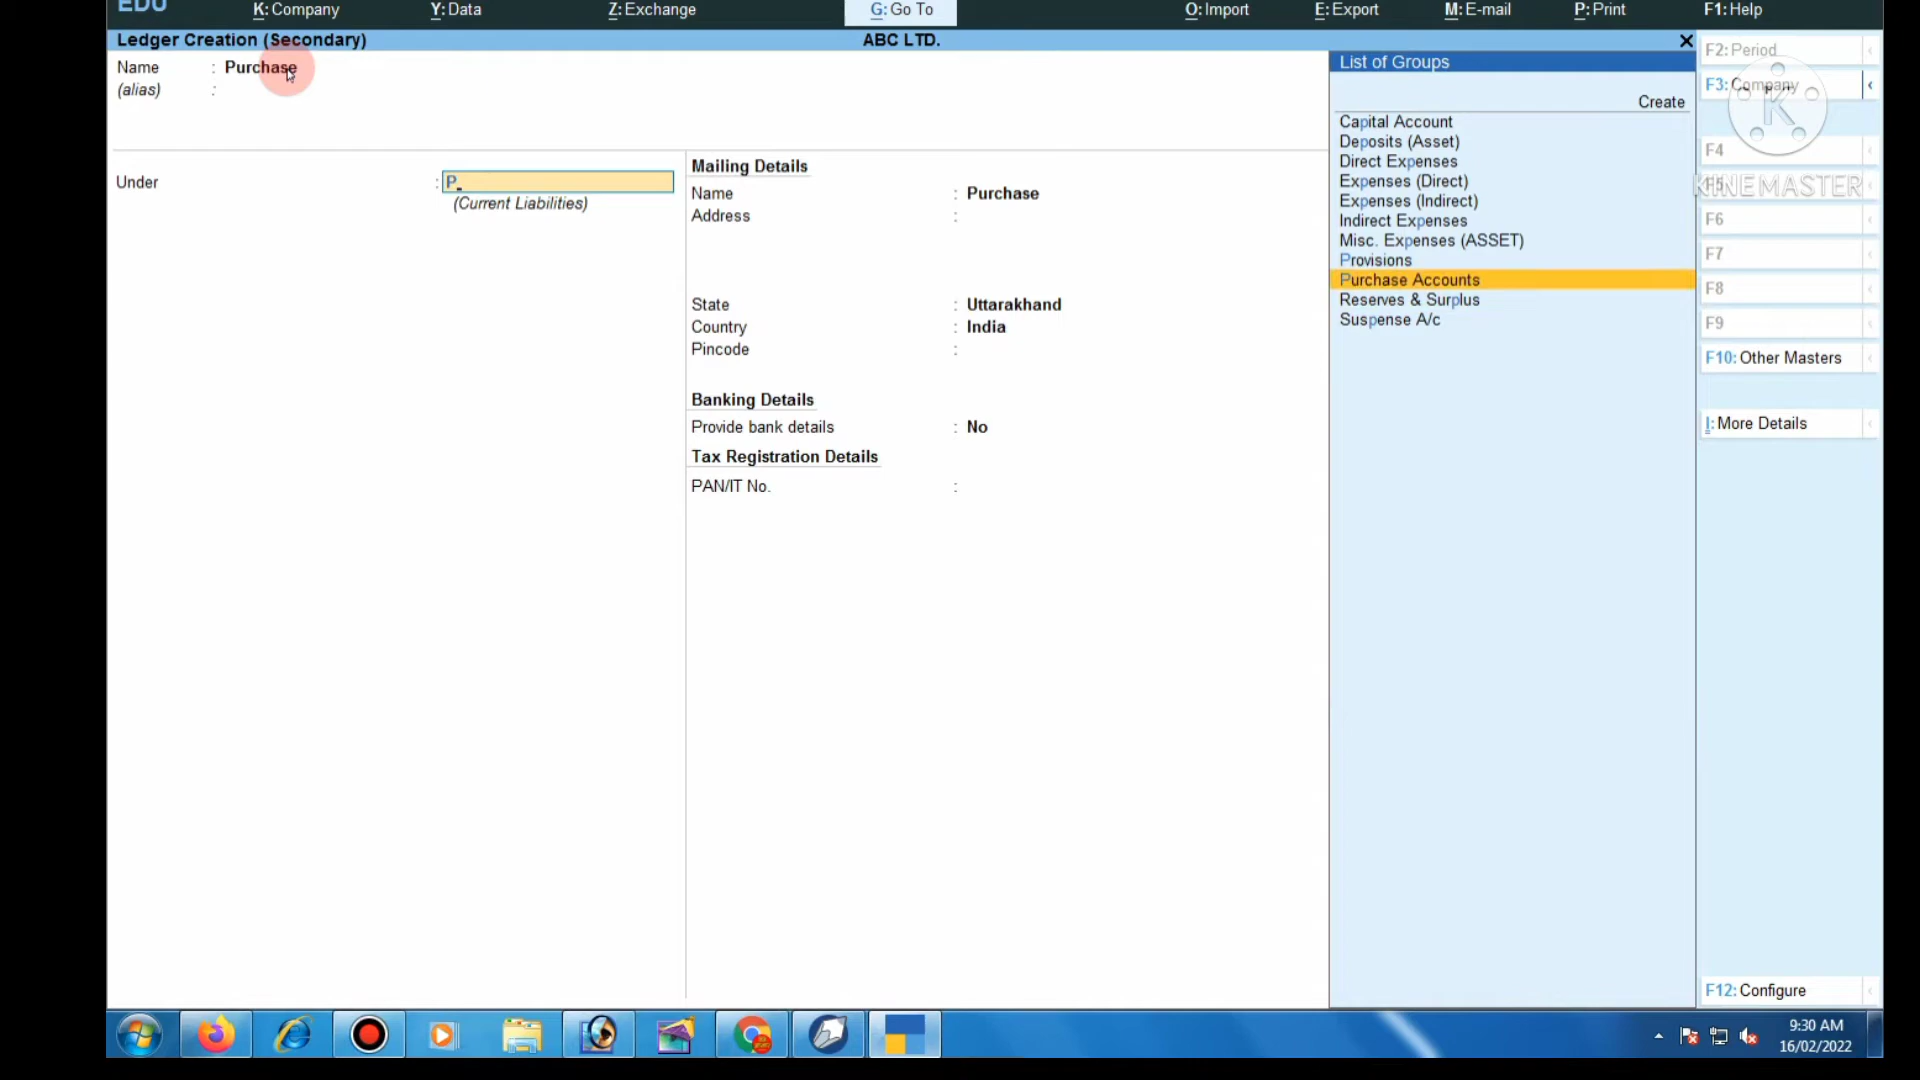 EDU
K: Company
Y: Data
Z: Exchange
G: Go To
O: Import
E: Export
M: E-mail
P: Print
F1: Help
Ledger Creation (Secondary)
ABC LTD.
Name : Purchase
(alias) :
Under : P
(Current Liabilities)
Mailing Details
Name : Purchase
Address :
State : Uttarakhand
Country : India
Pincode :
Banking Details
Provide bank details : No
Tax Registration Details
PAN/IT No. :
List of Groups
Create
Capital Account
Deposits (Asset)
Direct Expenses
Expenses (Direct)
Expenses (Indirect)
Indirect Expenses
Misc. Expenses (ASSET)
Provisions
Purchase Accounts
Reserves & Surplus
Suspense A/c
F2: Period
F3: Company
K
F4
F5
KINEMASTER
F6
F7
F8
F9
F10: Other Masters
I: More Details
F12: Configure
9:30 AM
16/02/2022